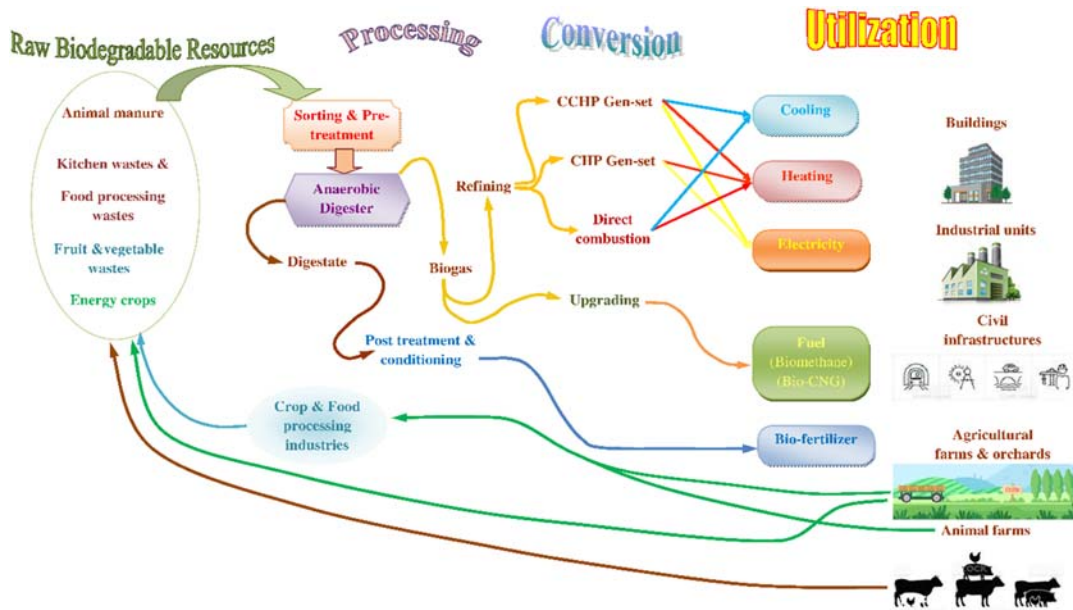 Raw Biodegradable Resources
Processing
Conversion
Utilization
Animal manure
Kitchen wastes &
Food processing
wastes
Fruit &vegetable
wastes
Energy crops
Sorting & Pre-
treatment
Anaerobic
Digester
Digestate
Biogas
Refining
Post treatment &
conditioning
Crop & Food
processing
industries
CCHP Gen-set
CHP Gen-set
Direct
combustion
Upgrading
Cooling
Heating
Electricity
Fuel
(Biomethane)
(Bio-CNG)
Bio-fertilizer
Buildings
Industrial units
Civil
infrastructures
Agricultural
farms & orchards
Animal farms